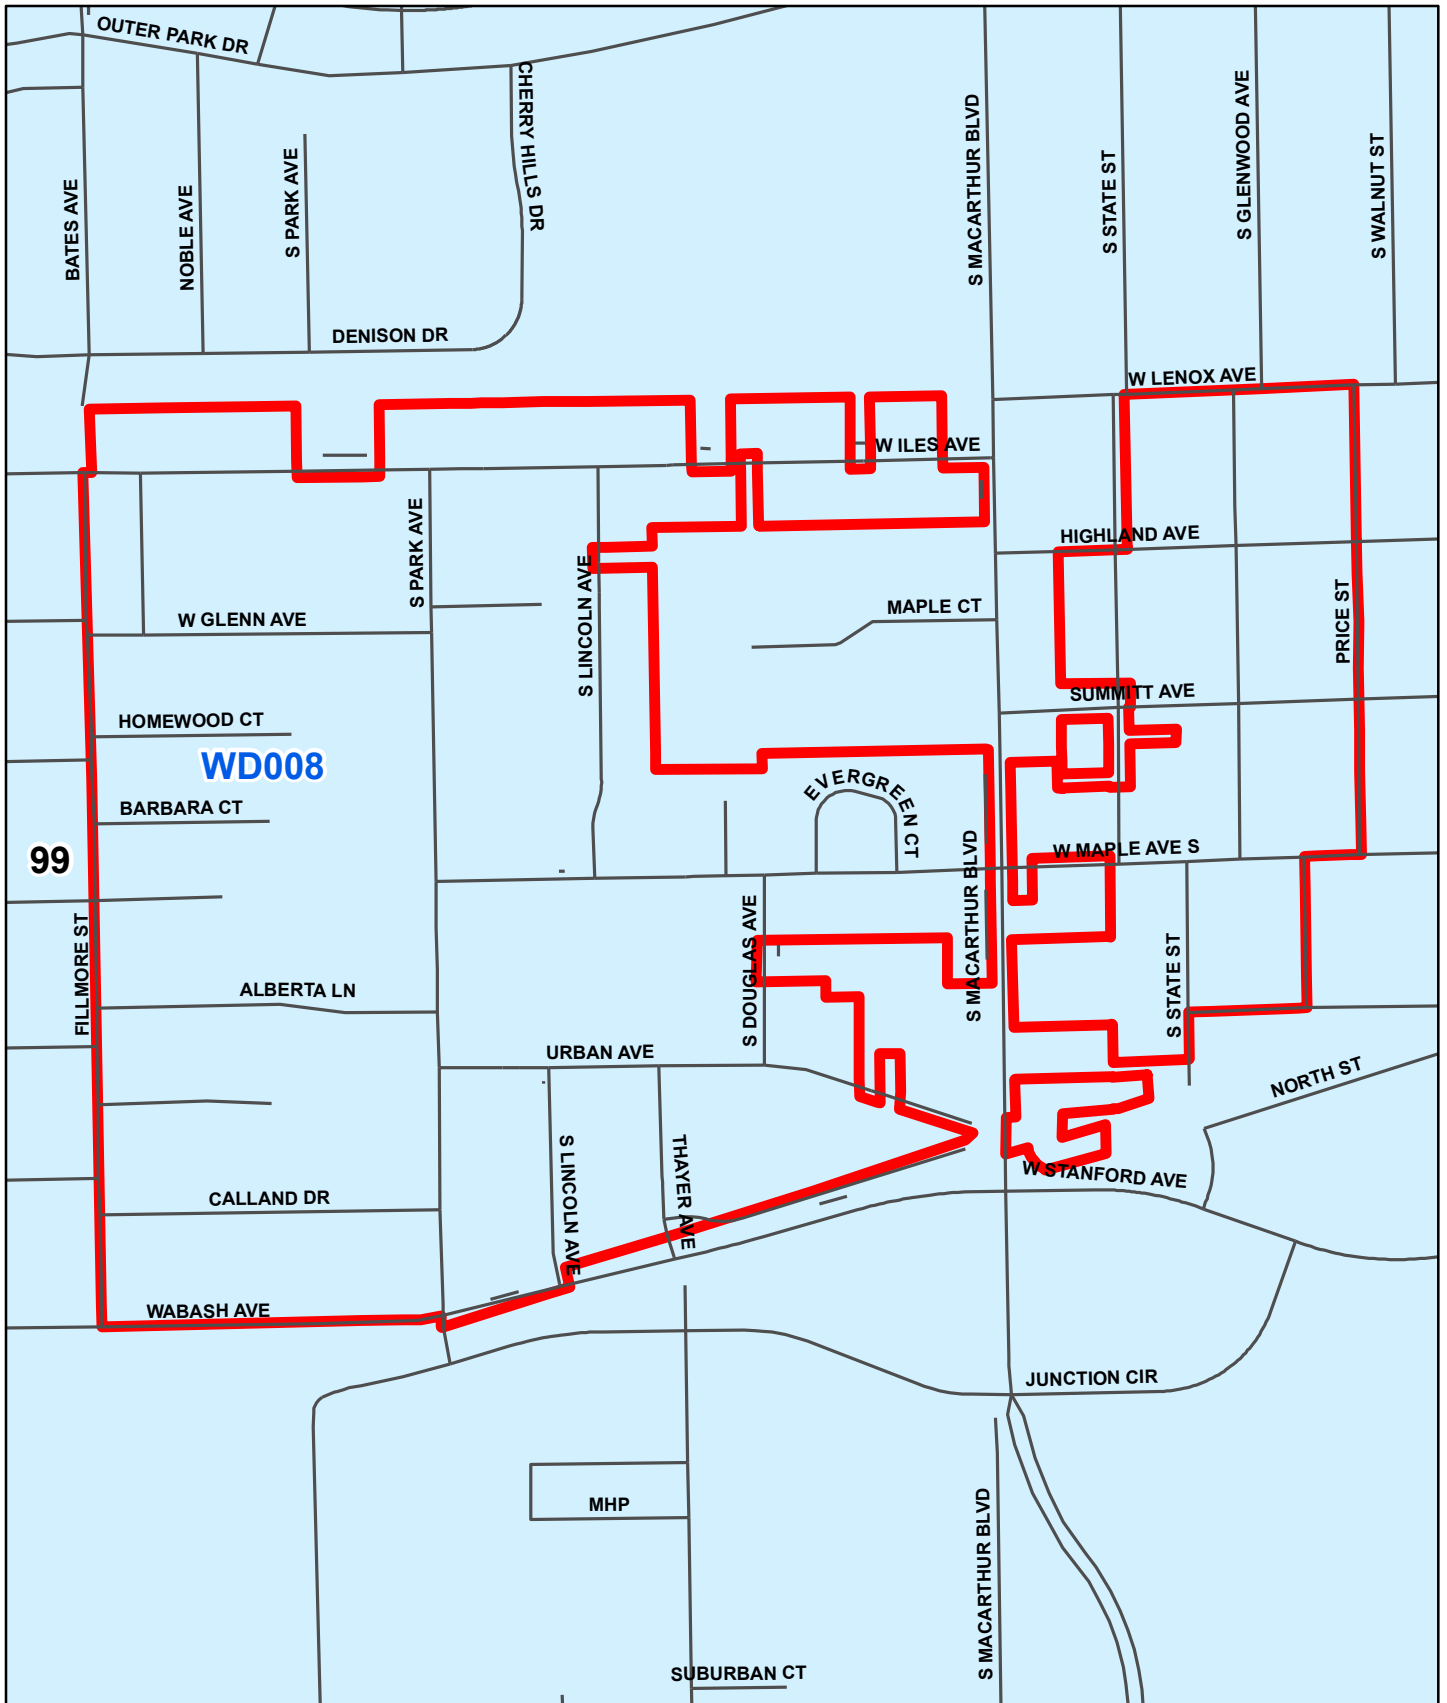 OUTER PARK DR
CHERRY HILLS DR
S MACARTHUR BLVD
S STATE ST
S GLENWOOD AVE
S WALNUT ST
BATES AVE
NOBLE AVE
S PARK AVE
DENISON DR
W LENOX AVE
W ILES AVE
S PARK AVE
S LINCOLN AVE
HIGHLAND AVE
MAPLE CT
W GLENN AVE
PRICE ST
SUMMITT AVE
HOMEWOOD CT
WD008
EVERGREEN CT
BARBARA CT
S MACARTHUR BLVD
W MAPLE AVE S
99
FILLMORE ST
S DOUGLAS AVE
S STATE ST
ALBERTA LN
URBAN AVE
NORTH ST
S LINCOLN AVE
THAYER AVE
W STANFORD AVE
CALLAND DR
WABASH AVE
JUNCTION CIR
MHP
S MACARTHUR BLVD
SUBURBAN CT